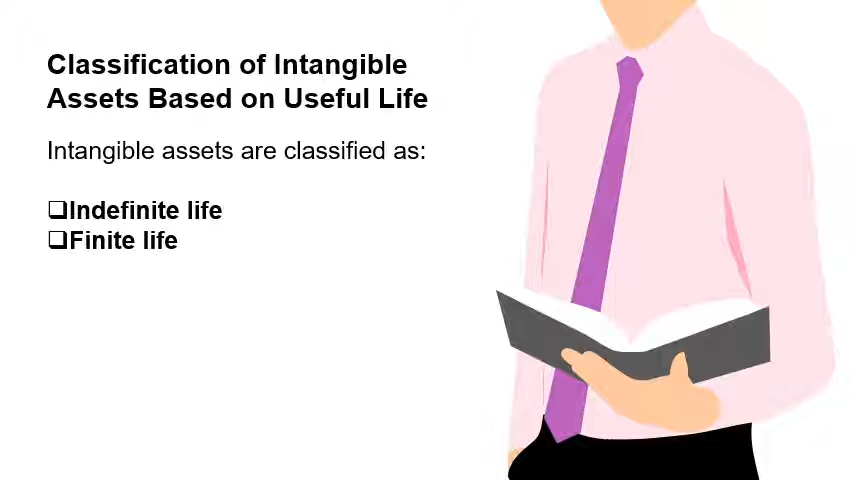 Classification of Intangible
Assets Based on Useful Life
Intangible assets are classified as:
❑Indefinite life
❑Finite life